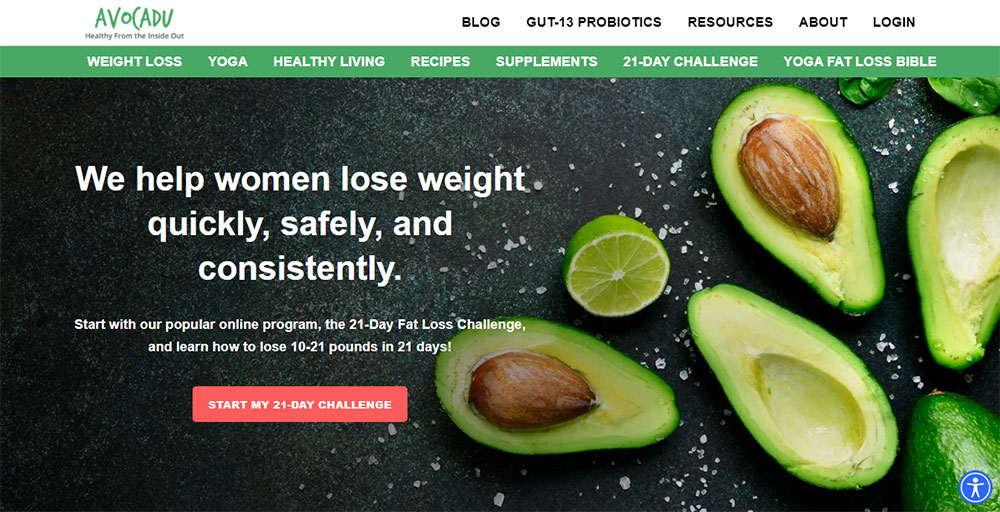 AVOCADU
Healthy From the Inside Out
BLOG GUT-13 PROBIOTICS RESOURCES ABOUT LOGIN
WEIGHT LOSS YOGA HEALTHY LIVING RECIPES SUPPLEMENTS 21-DAY CHALLENGE YOGA FAT LOSS BIBLE
We help women lose weight
quickly, safely, and
consistently.
Start with our popular online program, the 21-Day Fat Loss Challenge,
and learn how to lose 10-21 pounds in 21 days!
START MY 21-DAY CHALLENGE